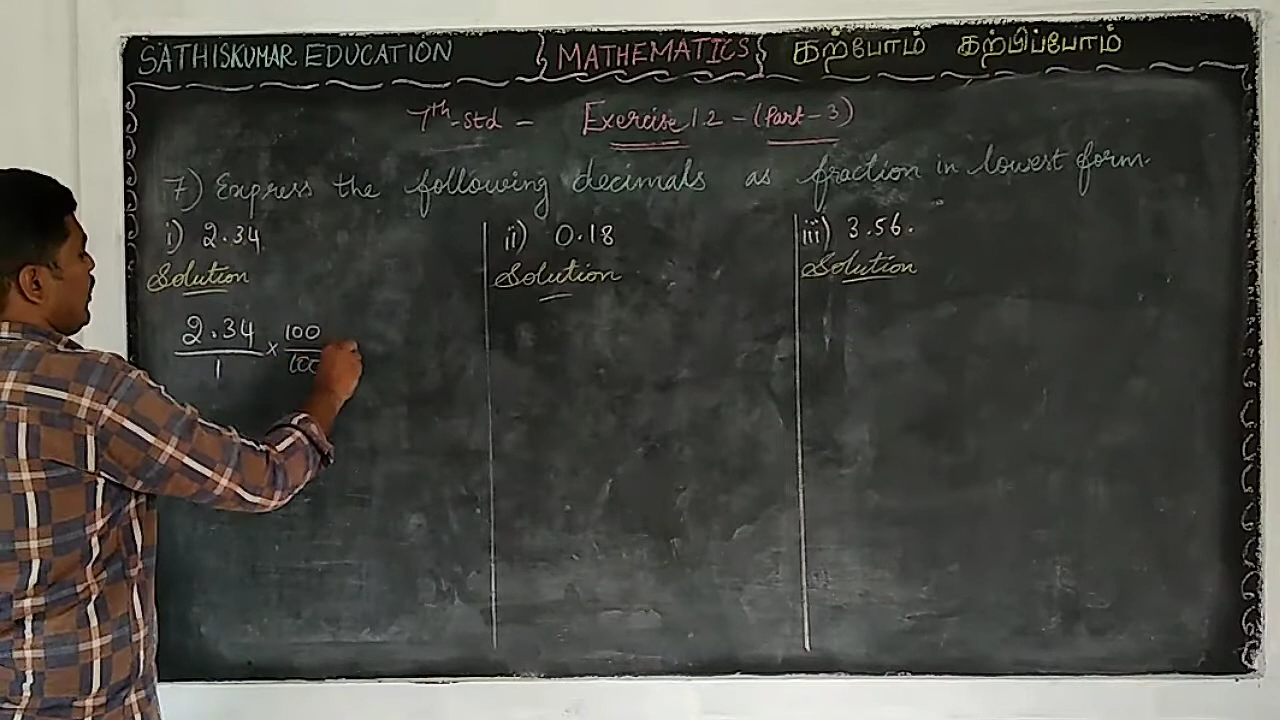 SATHISKUMAR EDUCATION { MATHEMATICS } கற்போம் கற்பிப்போம்
7th-Std - Exercise 1.2 - (Part - 3)
7) Express the following decimals as fraction in lowest form.
i) 2.34
Solution
2.34/1 × 100/100
ii) 0.18
Solution
iii) 3.56.
Solution